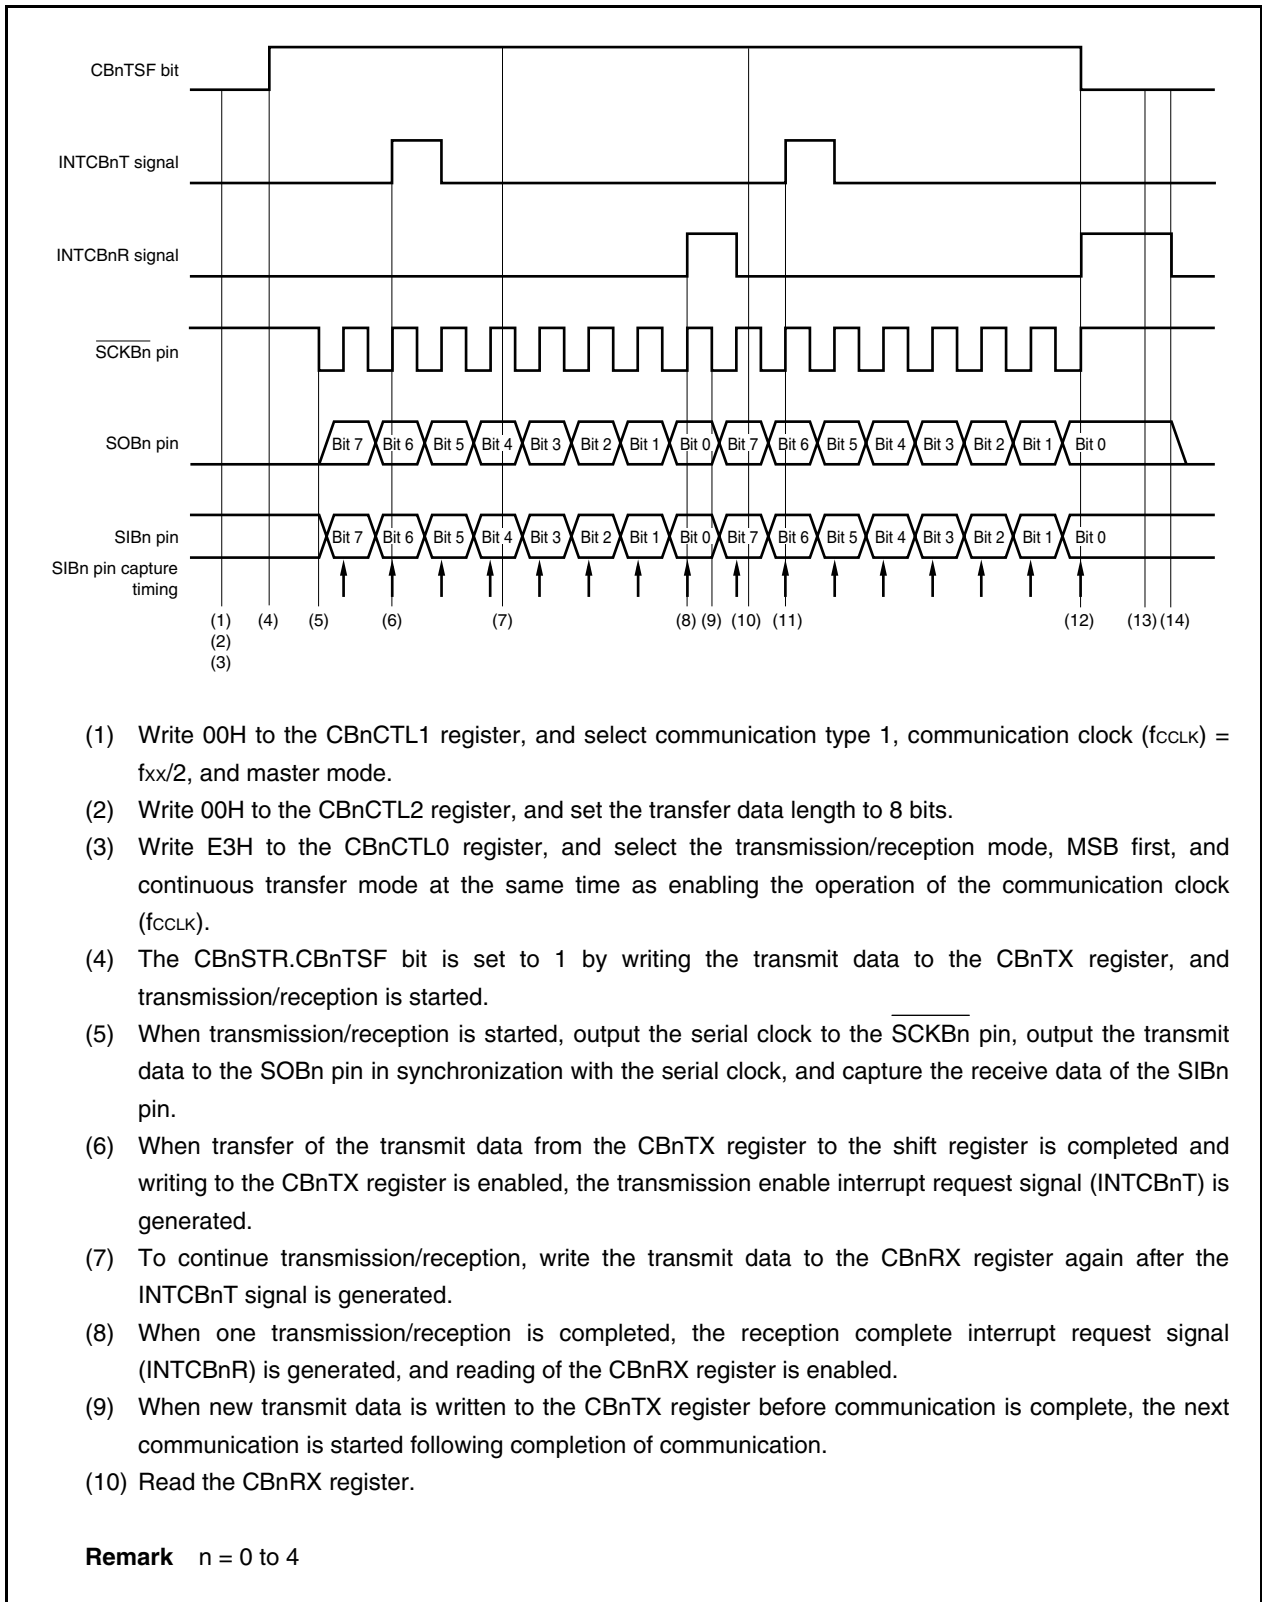 CBnTSF bit
INTCBnT signal
INTCBnR signal
SCKBn pin
SOBn pin
Bit 7 Bit 6 Bit 5 Bit 4 Bit 3 Bit 2 Bit 1 Bit 0 Bit 7 Bit 6 Bit 5 Bit 4 Bit 3 Bit 2 Bit 1 Bit 0
SIBn pin
Bit 7 Bit 6 Bit 5 Bit 4 Bit 3 Bit 2 Bit 1 Bit 0 Bit 7 Bit 6 Bit 5 Bit 4 Bit 3 Bit 2 Bit 1 Bit 0
SIBn pin capture
timing
(1) (4) (5) (6) (7) (8) (9) (10) (11) (12) (13) (14)
(2)
(3)
(1) Write 00H to the CBnCTL1 register, and select communication type 1, communication clock (fCCLK) =
fxx/2, and master mode.
(2) Write 00H to the CBnCTL2 register, and set the transfer data length to 8 bits.
(3) Write E3H to the CBnCTL0 register, and select the transmission/reception mode, MSB first, and
continuous transfer mode at the same time as enabling the operation of the communication clock
(fCCLK).
(4) The CBnSTR.CBnTSF bit is set to 1 by writing the transmit data to the CBnTX register, and
transmission/reception is started.
(5) When transmission/reception is started, output the serial clock to the SCKBn pin, output the transmit
data to the SOBn pin in synchronization with the serial clock, and capture the receive data of the SIBn
pin.
(6) When transfer of the transmit data from the CBnTX register to the shift register is completed and
writing to the CBnTX register is enabled, the transmission enable interrupt request signal (INTCBnT) is
generated.
(7) To continue transmission/reception, write the transmit data to the CBnRX register again after the
INTCBnT signal is generated.
(8) When one transmission/reception is completed, the reception complete interrupt request signal
(INTCBnR) is generated, and reading of the CBnRX register is enabled.
(9) When new transmit data is written to the CBnTX register before communication is complete, the next
communication is started following completion of communication.
(10) Read the CBnRX register.
Remark n = 0 to 4